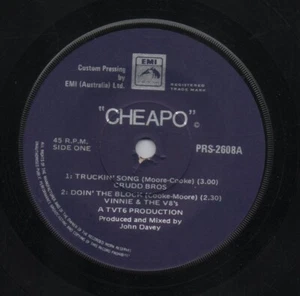 Custom Pressing
by
EMI (Australia) Ltd.
EMI
REGISTERED
TRADE MARK
"CHEAPO" ©
45 R.P.M.
SIDE ONE
PRS-2608A
1: TRUCKIN' SONG (Moore-Cooke) (3.00)
CRUDD BROS
2: DOIN' THE BLOCK (Cooke-Moore) (2.30)
VINNIE & THE V8's
A TVT6 PRODUCTION
Produced and Mixed by
John Davey